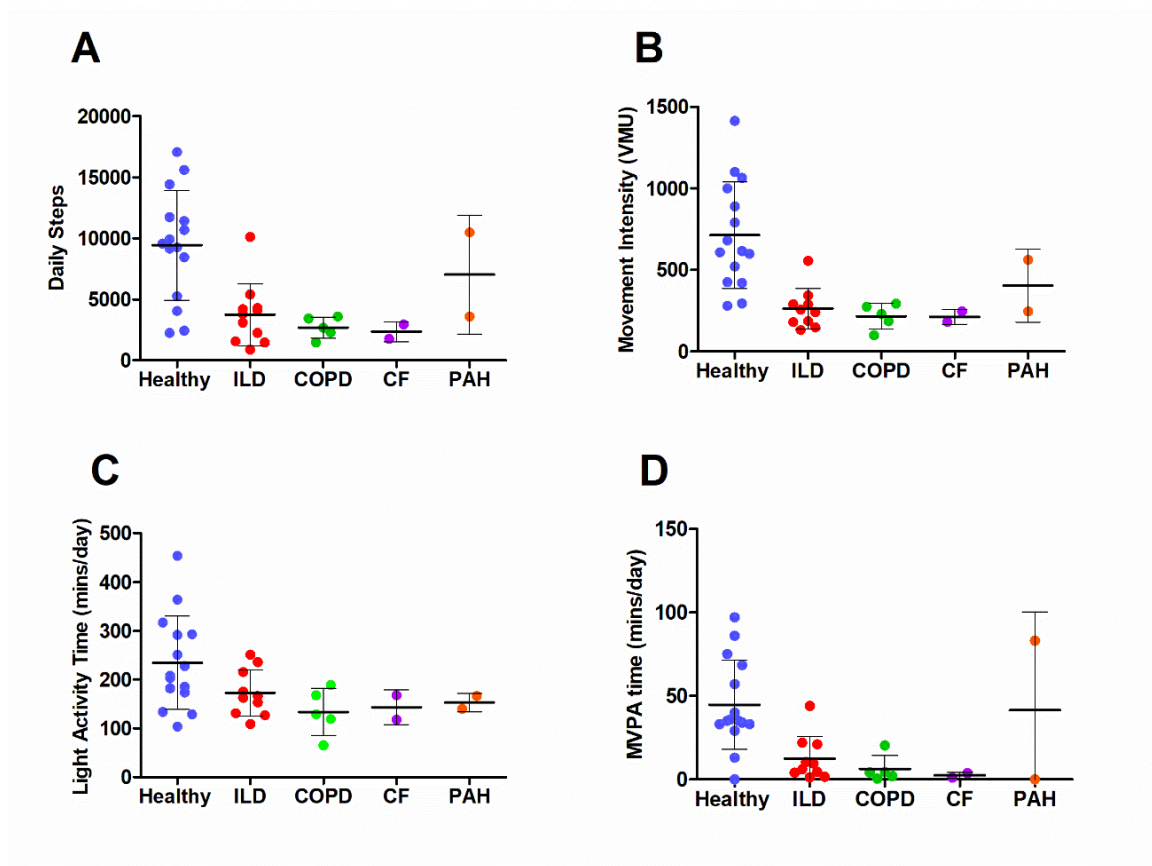 A
Daily Steps
20000
15000
10000
5000
0
Healthy ILD COPD CF PAH
B
Movement Intensity (VMU)
1500
1000
500
0
Healthy ILD COPD CF PAH
C
Light Activity Time (mins/day)
500
400
300
200
100
0
Healthy ILD COPD CF PAH
D
MVPA time (mins/day)
150
100
50
0
Healthy ILD COPD CF PAH